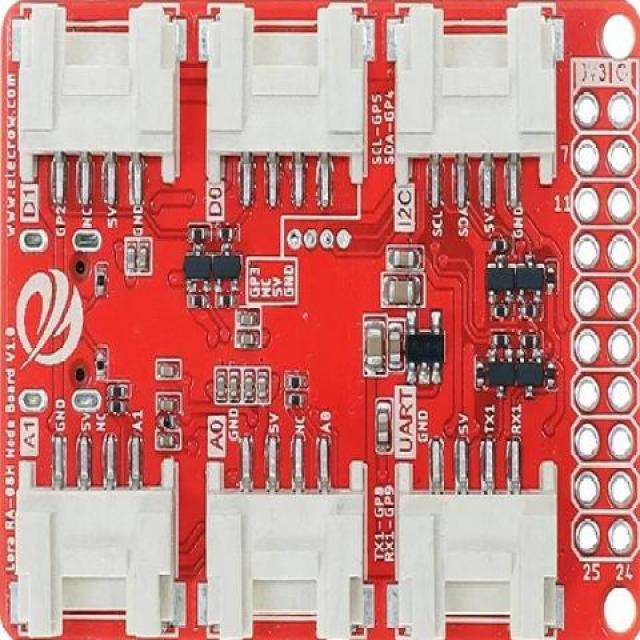 www.elecrow.com
D1
GP2
NC
5V
GND
D0
GP3
NC
5V
GND
SCL-GP5
SDA-GP4
I2C
SCL
SDA
5V
GND
3V3
7
11
Lora RA-08H Node Board V1.0
A1
GND
5V
NC
A1
A0
GND
5V
NC
A0
UART
GND
5V
TX1
RX1
TX1-GP8
RX1-GP9
25 24